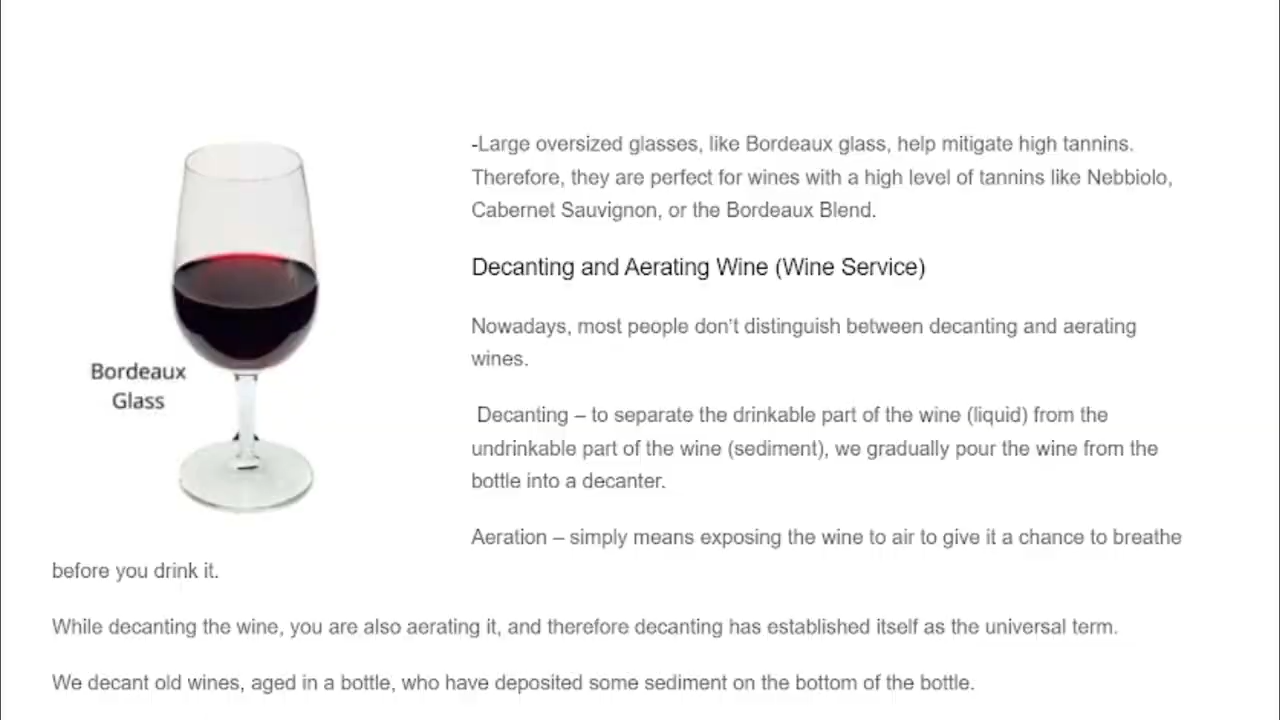 -Large oversized glasses, like Bordeaux glass, help mitigate high tannins.
Therefore, they are perfect for wines with a high level of tannins like Nebbiolo,
Cabernet Sauvignon, or the Bordeaux Blend.
Decanting and Aerating Wine (Wine Service)
Nowadays, most people don't distinguish between decanting and aerating
wines.
Bordeaux
Glass
Decanting – to separate the drinkable part of the wine (liquid) from the
undrinkable part of the wine (sediment), we gradually pour the wine from the
bottle into a decanter.
Aeration – simply means exposing the wine to air to give it a chance to breathe
before you drink it.
While decanting the wine, you are also aerating it, and therefore decanting has established itself as the universal term.
We decant old wines, aged in a bottle, who have deposited some sediment on the bottom of the bottle.